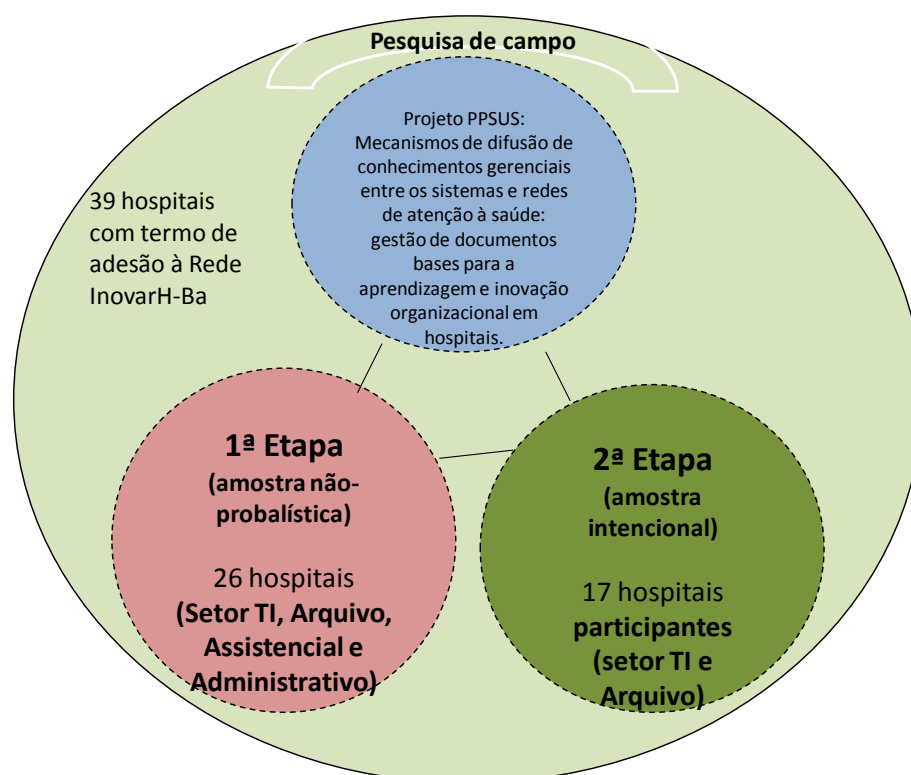 Pesquisa de campo
Projeto PPSUS:
Mecanismos de difusão de
conhecimentos gerenciais
entre os sistemas e redes
de atenção à saúde:
gestão de documentos
bases para a
aprendizagem e inovação
organizacional em
hospitais.
39 hospitais
com termo de
adesão à Rede
InovarH-Ba
1ª Etapa
(amostra não-
probalística)
26 hospitais
(Setor TI, Arquivo,
Assistencial e
Administrativo)
2ª Etapa
(amostra
intencional)
17 hospitais
participantes
(setor TI e
Arquivo)